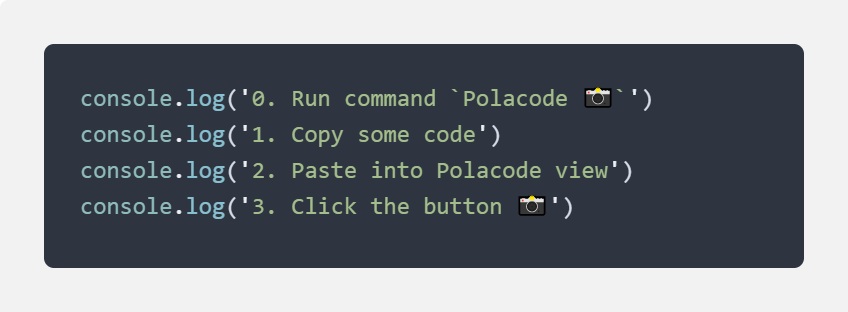 console.log('0. Run command `Polacode 📸`')
console.log('1. Copy some code')
console.log('2. Paste into Polacode view')
console.log('3. Click the button 📸')